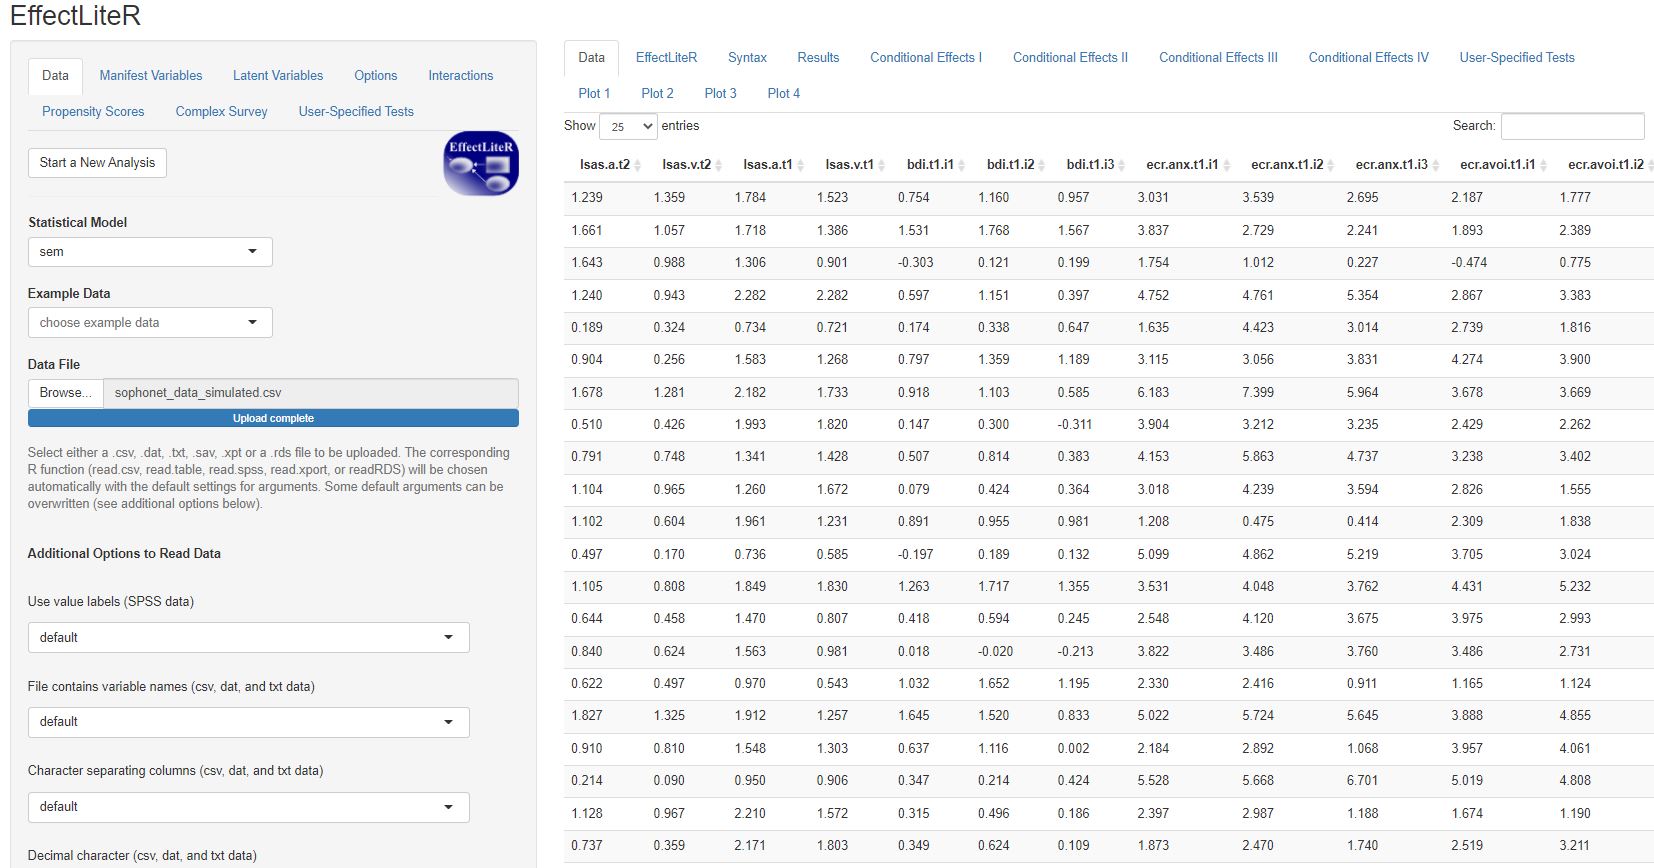 EffectLiteR
Data Manifest Variables Latent Variables Options Interactions
Propensity Scores Complex Survey User-Specified Tests
Start a New Analysis
EffectLiteR
Statistical Model
sem
Example Data
choose example data
Data File
Browse... sophonet_data_simulated.csv
Upload complete
Select either a .csv, .dat, .txt, .sav, .xpt or a .rds file to be uploaded. The corresponding
R function (read.csv, read.table, read.spss, read.xport, or readRDS) will be chosen
automatically with the default settings for arguments. Some default arguments can be
overwritten (see additional options below).
Additional Options to Read Data
Use value labels (SPSS data)
default
File contains variable names (csv, dat, and txt data)
default
Character separating columns (csv, dat, and txt data)
default
Decimal character (csv, dat, and txt data)
Data EffectLiteR Syntax Results Conditional Effects I Conditional Effects II Conditional Effects III Conditional Effects IV User-Specified Tests
Plot 1 Plot 2 Plot 3 Plot 4
Show 25 entries Search:
lsas.a.t2 lsas.v.t2 lsas.a.t1 lsas.v.t1 bdi.t1.i1 bdi.t1.i2 bdi.t1.i3 ecr.anx.t1.i1 ecr.anx.t1.i2 ecr.anx.t1.i3 ecr.avoi.t1.i1 ecr.avoi.t1.i2
1.239 1.359 1.784 1.523 0.754 1.160 0.957 3.031 3.539 2.695 2.187 1.777
1.661 1.057 1.718 1.386 1.531 1.768 1.567 3.837 2.729 2.241 1.893 2.389
1.643 0.988 1.306 0.901 -0.303 0.121 0.199 1.754 1.012 0.227 -0.474 0.775
1.240 0.943 2.282 2.282 0.597 1.151 0.397 4.752 4.761 5.354 2.867 3.383
0.189 0.324 0.734 0.721 0.174 0.338 0.647 1.635 4.423 3.014 2.739 1.816
0.904 0.256 1.583 1.268 0.797 1.359 1.189 3.115 3.056 3.831 4.274 3.900
1.678 1.281 2.182 1.733 0.918 1.103 0.585 6.183 7.399 5.964 3.678 3.669
0.510 0.426 1.993 1.820 0.147 0.300 -0.311 3.904 3.212 3.235 2.429 2.262
0.791 0.748 1.341 1.428 0.507 0.814 0.383 4.153 5.863 4.737 3.238 3.402
1.104 0.965 1.260 1.672 0.079 0.424 0.364 3.018 4.239 3.594 2.826 1.555
1.102 0.604 1.961 1.231 0.891 0.955 0.981 1.208 0.475 0.414 2.309 1.838
0.497 0.170 0.736 0.585 -0.197 0.189 0.132 5.099 4.862 5.219 3.705 3.024
1.105 0.808 1.849 1.830 1.263 1.717 1.355 3.531 4.048 3.762 4.431 5.232
0.644 0.458 1.470 0.807 0.418 0.594 0.245 2.548 4.120 3.675 3.975 2.993
0.840 0.624 1.563 0.981 0.018 -0.020 -0.213 3.822 3.486 3.760 3.486 2.731
0.622 0.497 0.970 0.543 1.032 1.652 1.195 2.330 2.416 0.911 1.165 1.124
1.827 1.325 1.912 1.257 1.645 1.520 0.833 5.022 5.724 5.645 3.888 4.855
0.910 0.810 1.548 1.303 0.637 1.116 0.002 2.184 2.892 1.068 3.957 4.061
0.214 0.090 0.950 0.906 0.347 0.214 0.424 5.528 5.668 6.701 5.019 4.808
1.128 0.967 2.210 1.572 0.315 0.496 0.186 2.397 2.987 1.188 1.674 1.190
0.737 0.359 2.171 1.803 0.349 0.624 0.109 1.873 2.470 1.740 2.519 3.211